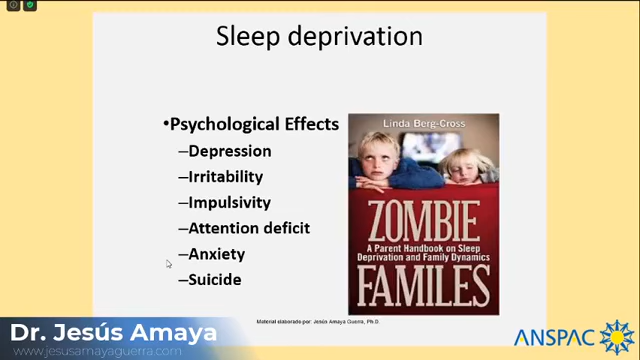 Sleep deprivation
•Psychological Effects
–Depression
–Irritability
–Impulsivity
–Attention deficit
–Anxiety
–Suicide
Linda Berg-Cross
ZOMBIE
A Parent Handbook on Sleep
Deprivation and Family Dynamics
FAMILES
Material elaborado por: Jesús Amaya Guerra, Ph.D.
Dr. Jesús Amaya
www.jesusamayaguerra.com
ANSPAC